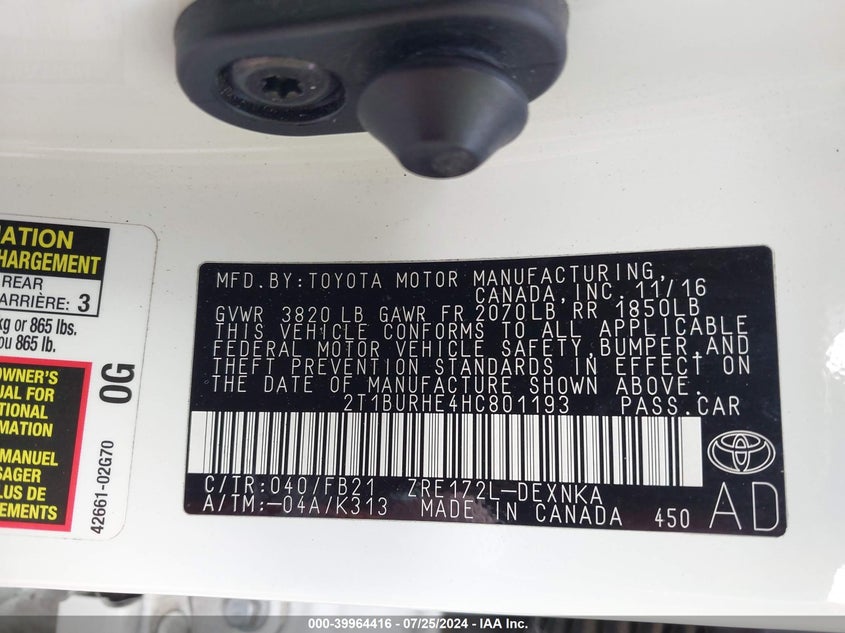 MATION
CHARGEMENT
REAR
ARRIÈRE: 3
kg or 865 lbs.
ou 865 lb.
OWNER'S
UAL FOR
TIONAL
MATION
MANUEL
SAGER
LUS DE
EMENTS
0G
42661-02G70
MFD.BY:TOYOTA MOTOR MANUFACTURING,
CANADA,INC. 11/16
GVWR 3820 LB GAWR FR 2070LB RR 1850LB
THIS VEHICLE CONFORMS TO ALL APPLICABLE
FEDERAL MOTOR VEHICLE SAFETY,BUMPER,AND
THEFT PREVENTION STANDARDS IN EFFECT ON
THE DATE OF MANUFACTURE SHOWN ABOVE.
2T1BURHE4HC801193 PASS.CAR
C/TR:040/FB21 ZRE172L-DEXNKA
A/TM:-04A/K313 MADE IN CANADA 450
AD
000-39964416 - 07/25/2024 - IAA Inc.